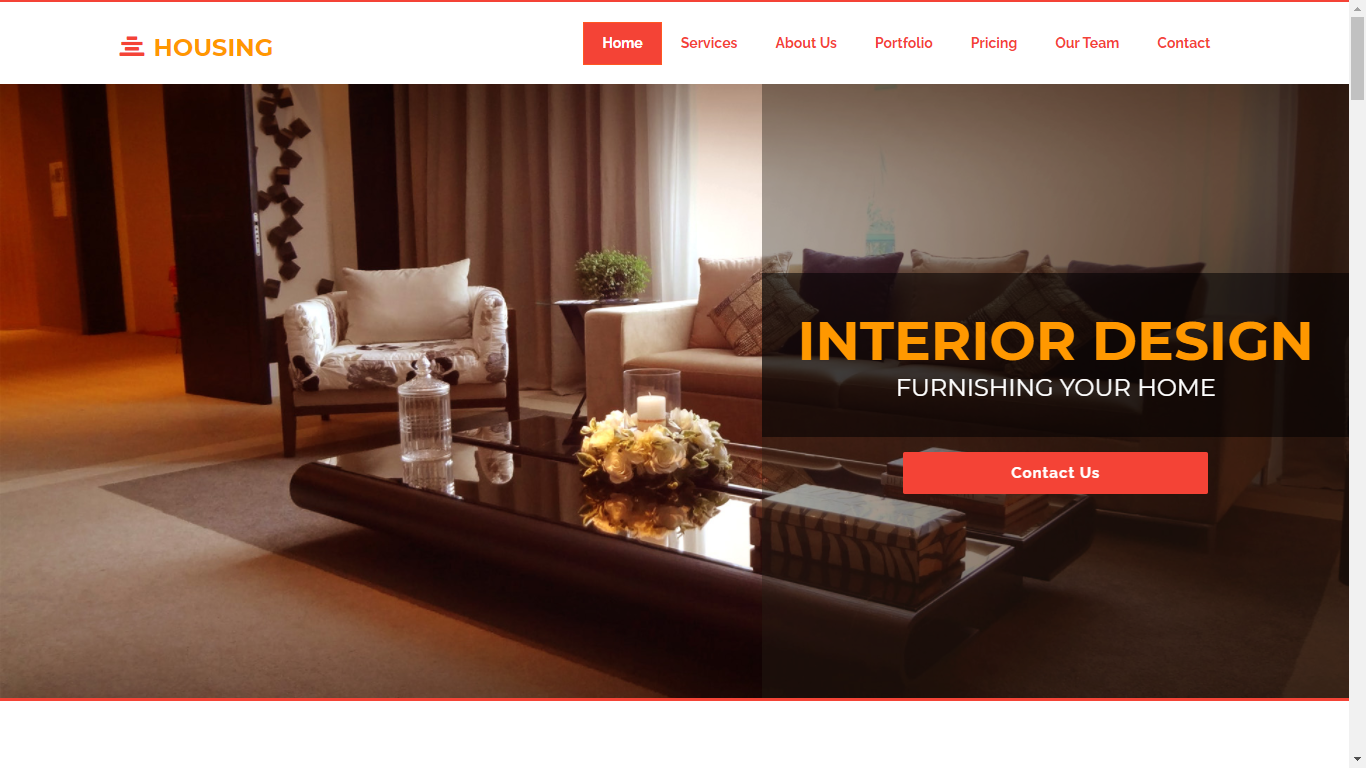 HOUSING
Home Services About Us Portfolio Pricing Our Team Contact
INTERIOR DESIGN
FURNISHING YOUR HOME
Contact Us